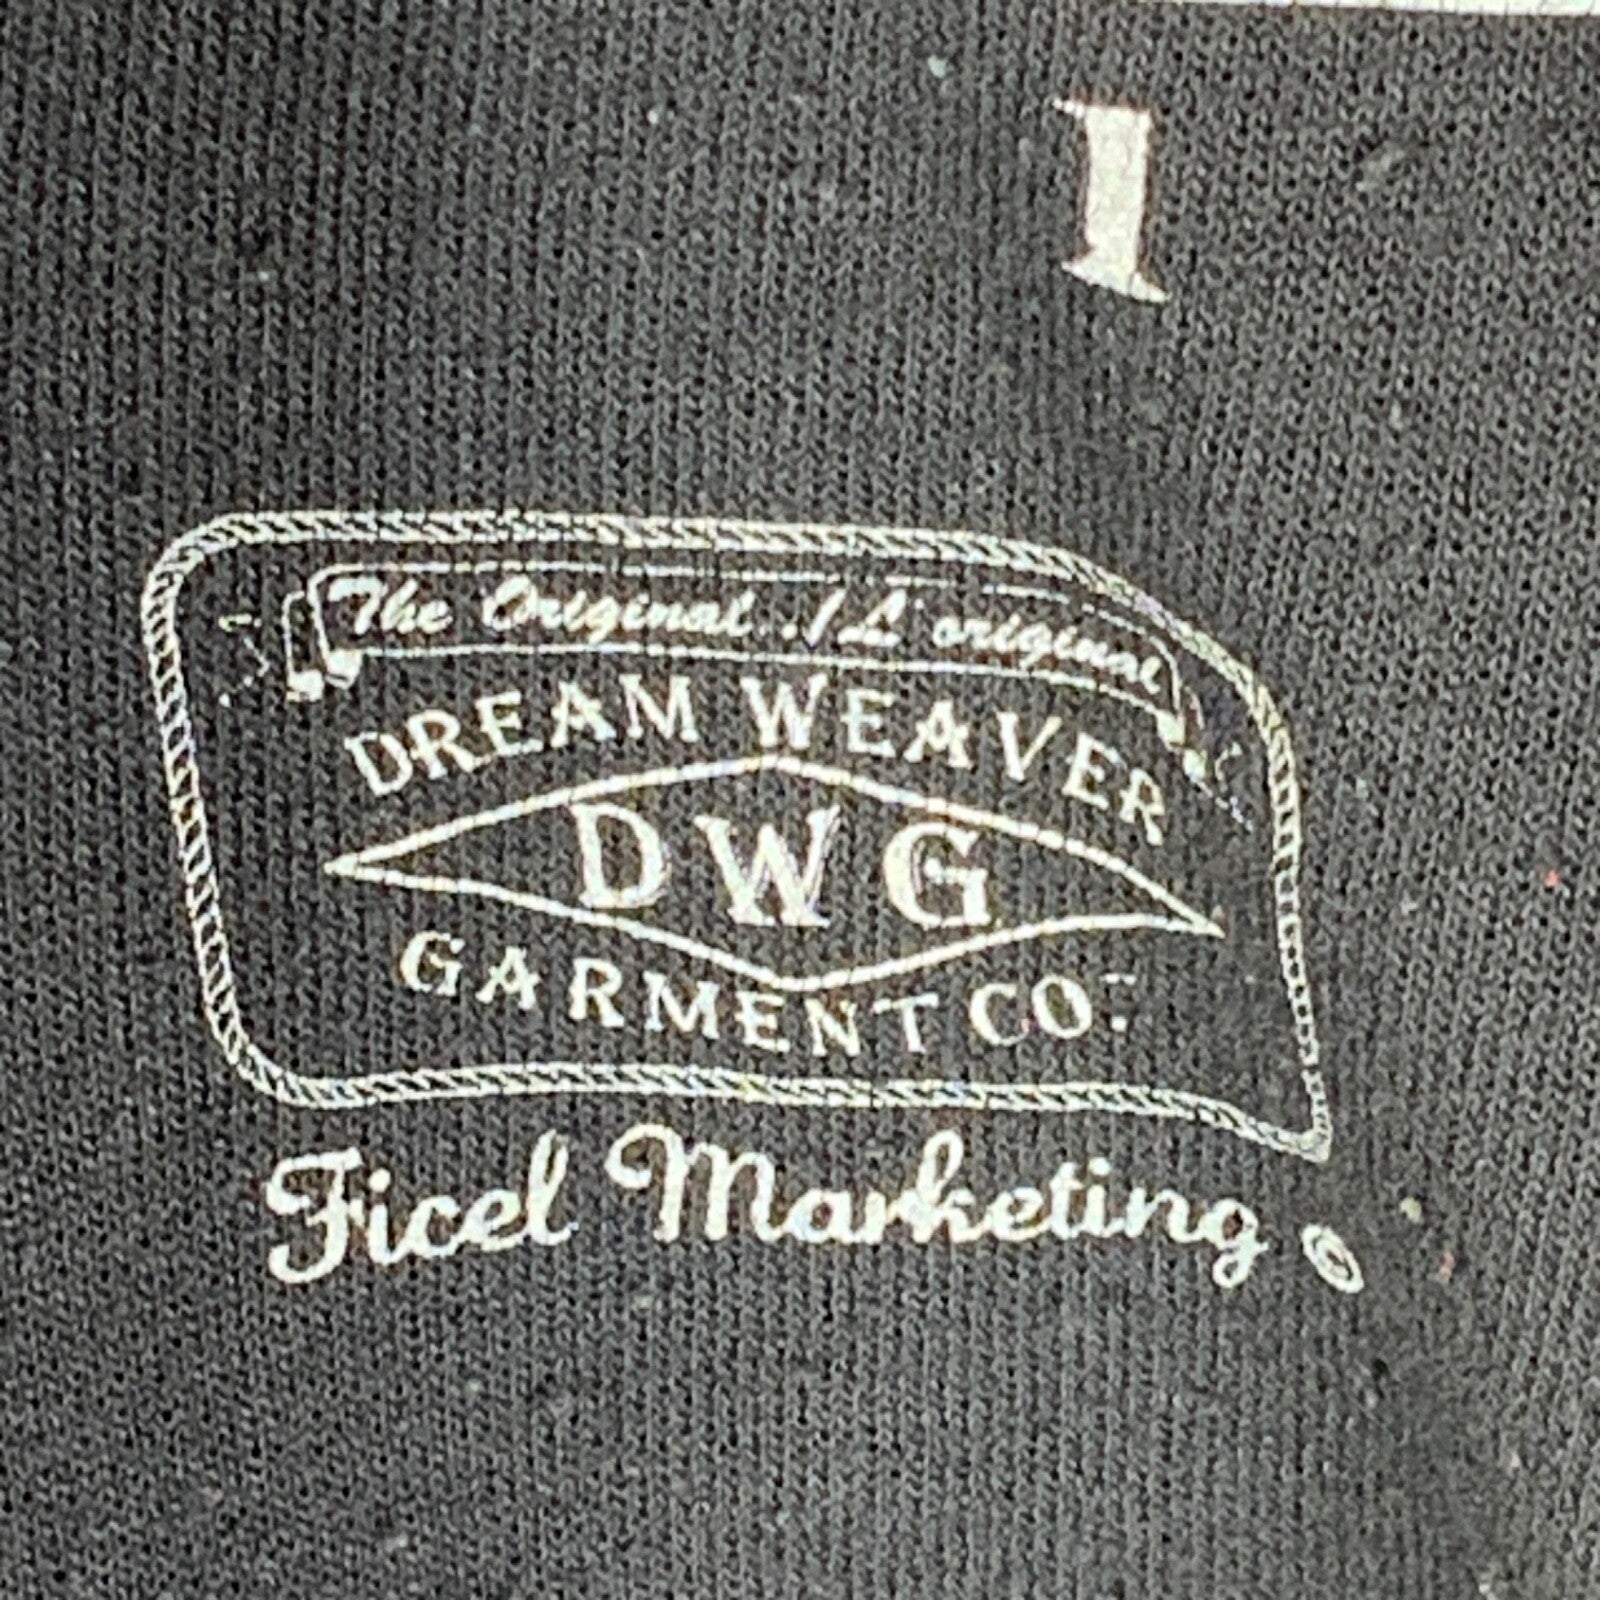 I
The Original../L'original
DREAM WEAVER
DWG
GARMENT CO.
Ficel Marketing ©